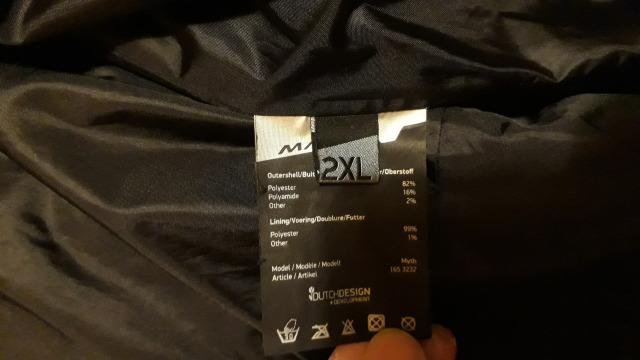 2XL
Outershell/Buit /Oberstoff
Polyester 82%
Polyamide 16%
Other 2%
Lining/Voering/Doublure/Futter
Polyester 99%
Other 1%
Model / Modèle / Modell Myth
Article / Artikel 165 3232
DUTCHDESIGN
+DEVELOPMENT